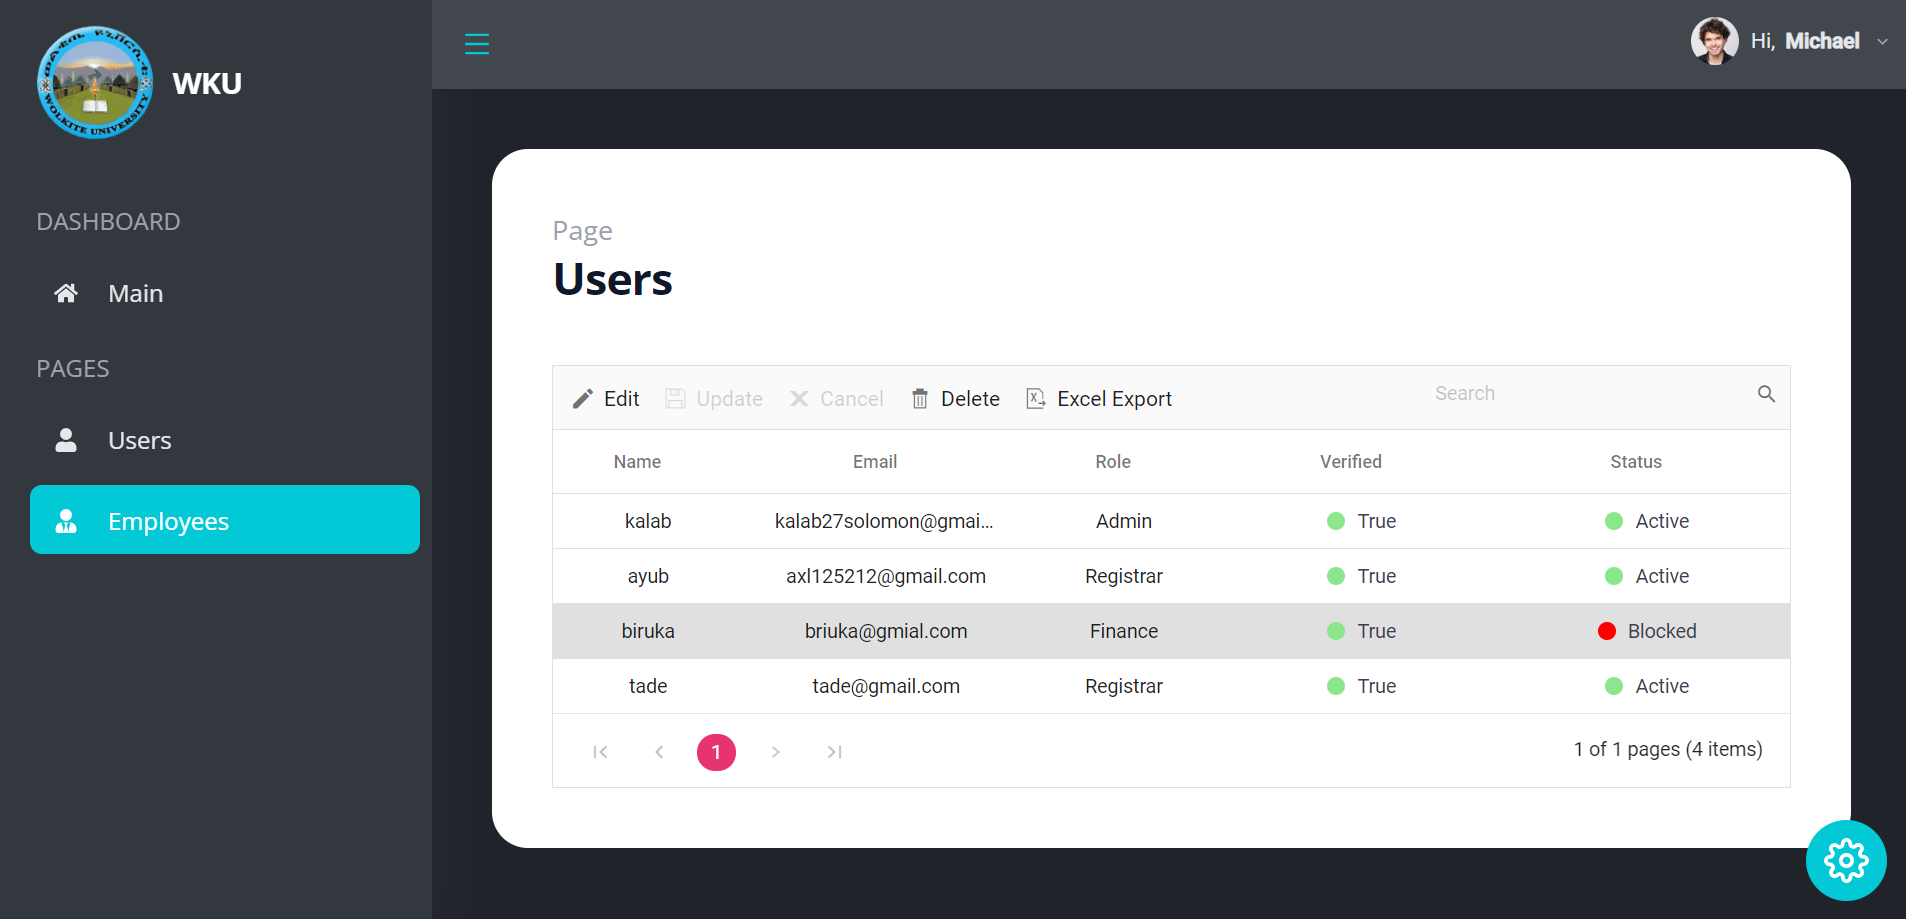 WOLKITE UNIVERSITY
WKU
Hi, Michael
DASHBOARD
Main
PAGES
Users
Employees
Page
Users
Edit Update Cancel Delete Excel Export Search
Name Email Role Verified Status
kalab kalab27solomon@gmai... Admin True Active
ayub axl125212@gmail.com Registrar True Active
biruka briuka@gmial.com Finance True Blocked
tade tade@gmail.com Registrar True Active
1 1 of 1 pages (4 items)